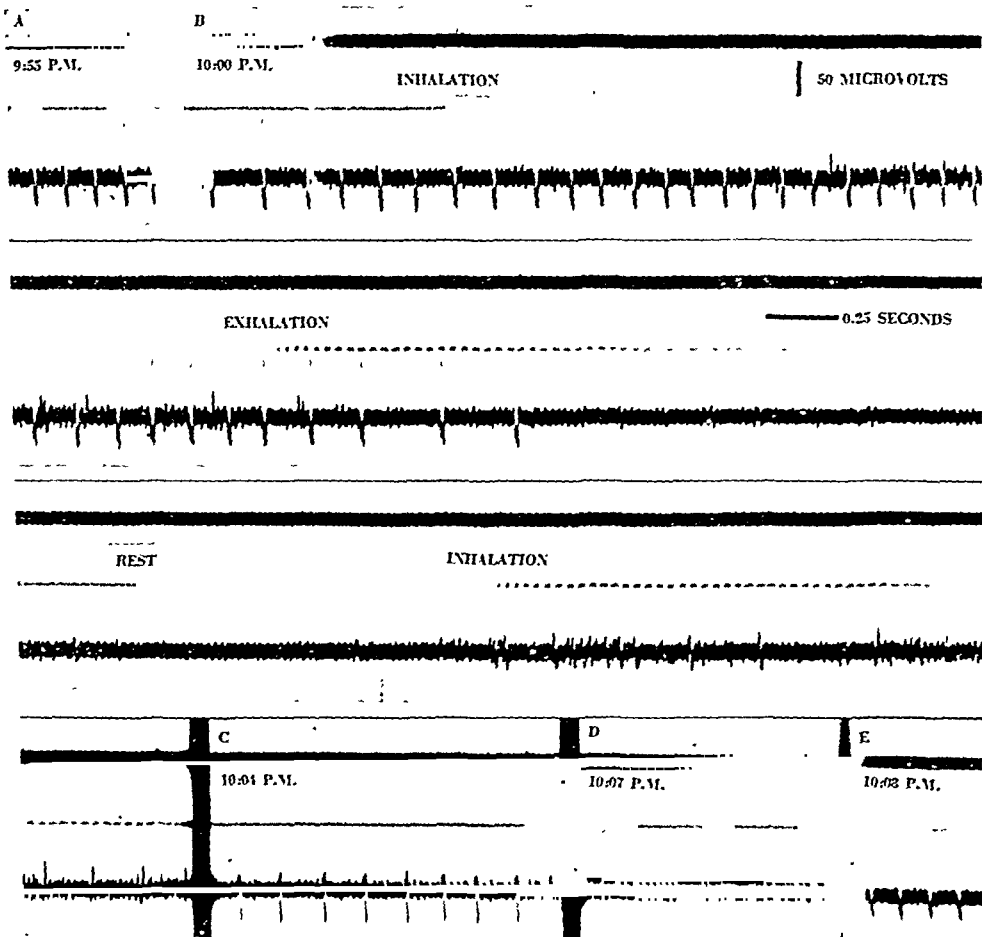 A B
9:55 P.M. 10:00 P.M.
INHALATION 50 MICROVOLTS
EXHALATION 0.25 SECONDS
REST INHALATION
C D E
10:04 P.M. 10:07 P.M. 10:08 P.M.